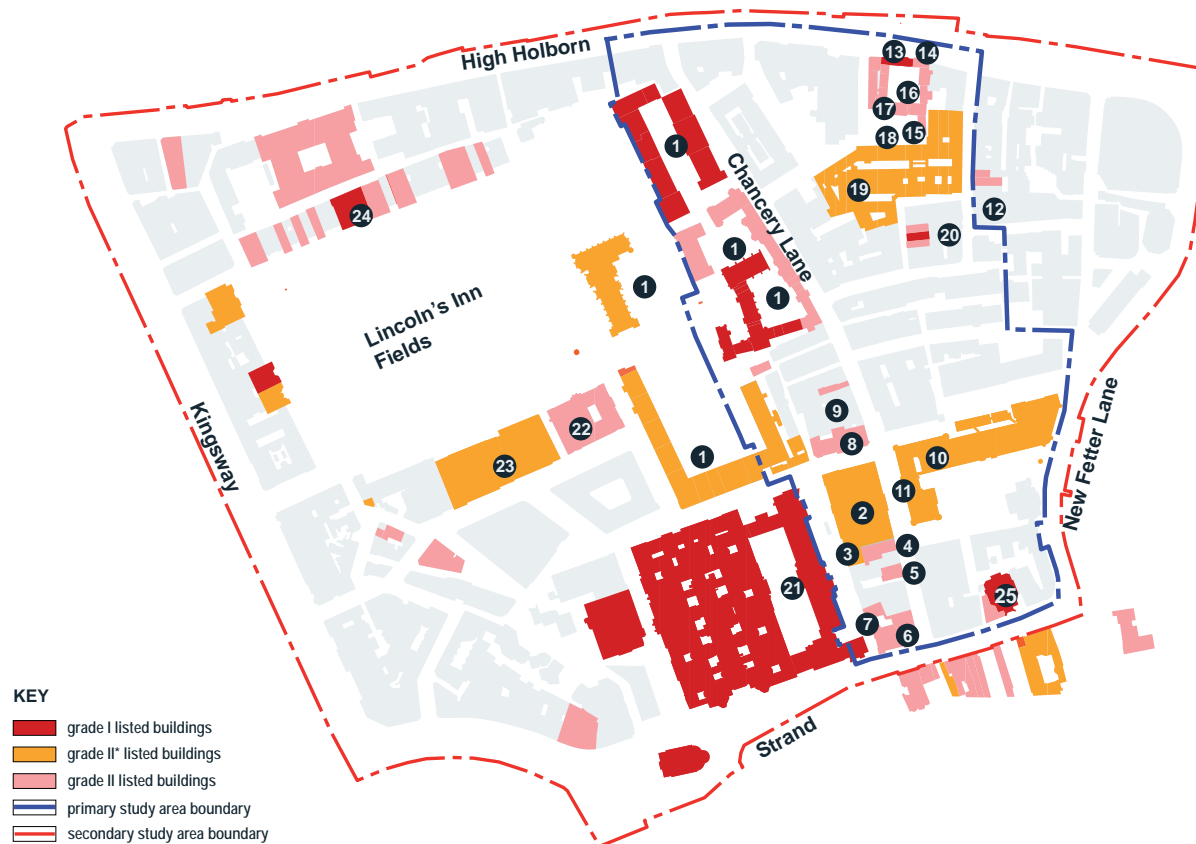 High Holborn
13
14
16
17
1
18
15
Chancery Lane
19
12
24
20
1
1
1
Lincoln's Inn
Fields
Kingsway
9
22
8
New Fetter Lane
23
1
10
11
2
3
4
5
21
25
7
6
Strand
KEY
grade I listed buildings
grade II* listed buildings
grade II listed buildings
primary study area boundary
secondary study area boundary